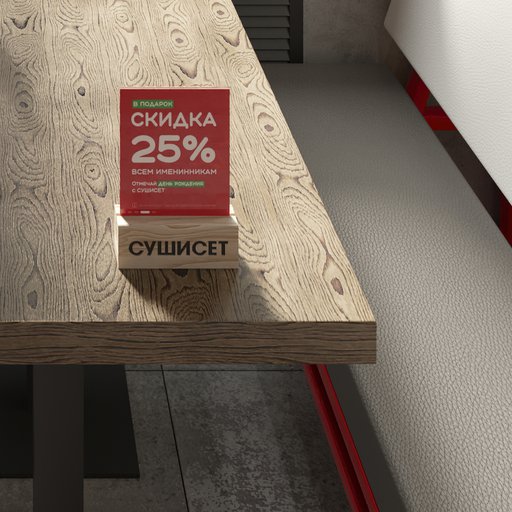 В ПОДАРОК
СКИДКА
25%
ВСЕМ ИМЕНИННИКАМ
ОТМЕЧАЙ ДЕНЬ РОЖДЕНИЯ
С СУШИСЕТ
СУШИСЕТ